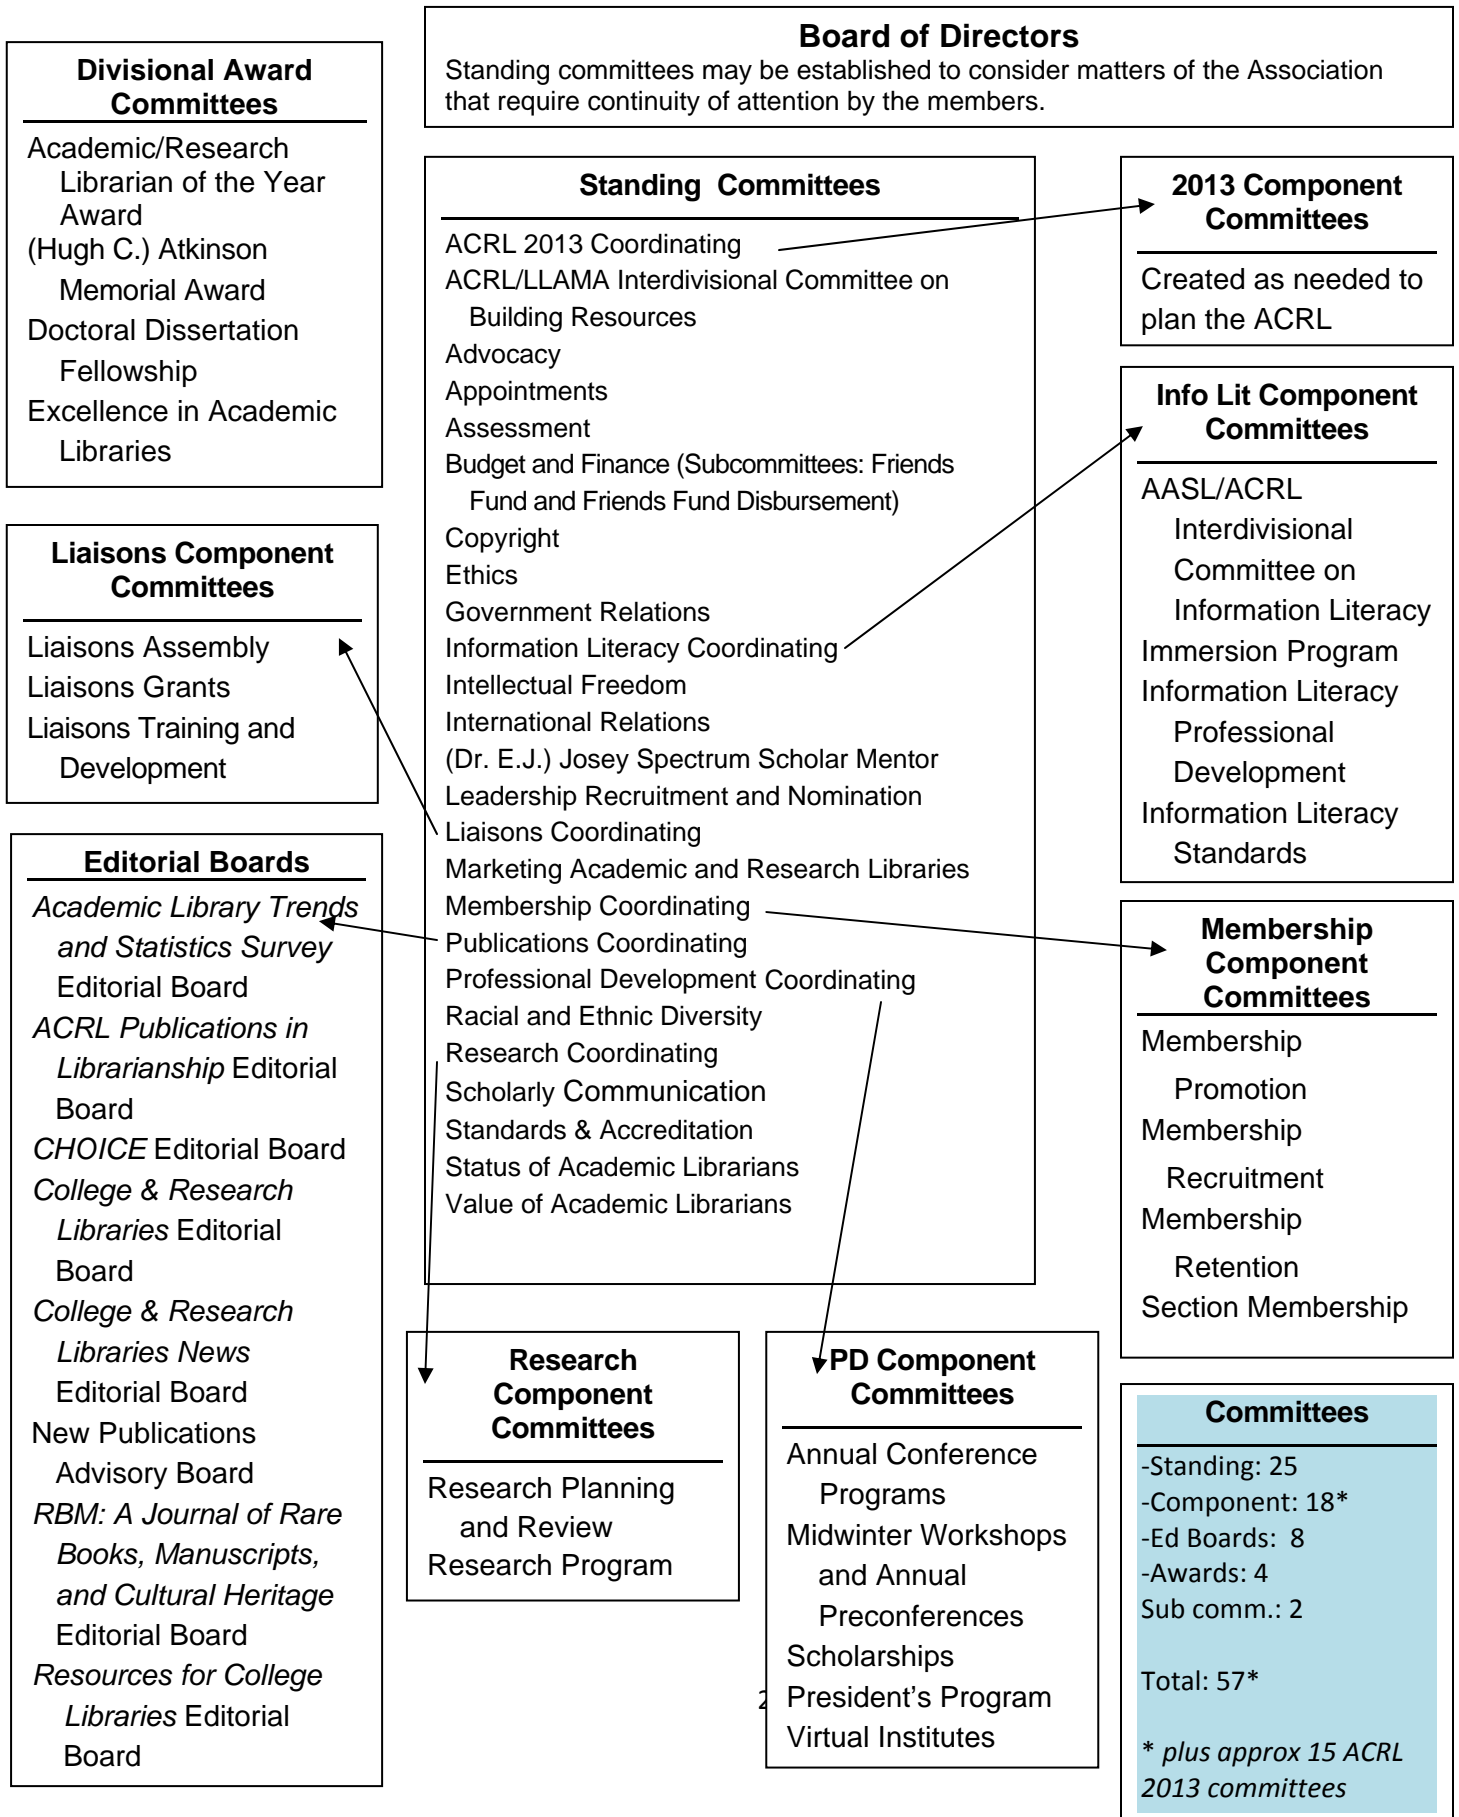 Board of Directors
Standing committees may be established to consider matters of the Association
that require continuity of attention by the members.
Divisional Award
Committees
Academic/Research
Librarian of the Year
Award
(Hugh C.) Atkinson
Memorial Award
Doctoral Dissertation
Fellowship
Excellence in Academic
Libraries
Liaisons Component
Committees
Liaisons Assembly
Liaisons Grants
Liaisons Training and
Development
Editorial Boards
Academic Library Trends
and Statistics Survey
Editorial Board
ACRL Publications in
Librarianship Editorial
Board
CHOICE Editorial Board
College & Research
Libraries Editorial
Board
College & Research
Libraries News
Editorial Board
New Publications
Advisory Board
RBM: A Journal of Rare
Books, Manuscripts,
and Cultural Heritage
Editorial Board
Resources for College
Libraries Editorial
Board
Standing Committees
ACRL 2013 Coordinating
ACRL/LLAMA Interdivisional Committee on
Building Resources
Advocacy
Appointments
Assessment
Budget and Finance (Subcommittees: Friends
Fund and Friends Fund Disbursement)
Copyright
Ethics
Government Relations
Information Literacy Coordinating
Intellectual Freedom
International Relations
(Dr. E.J.) Josey Spectrum Scholar Mentor
Leadership Recruitment and Nomination
Liaisons Coordinating
Marketing Academic and Research Libraries
Membership Coordinating
Publications Coordinating
Professional Development Coordinating
Racial and Ethnic Diversity
Research Coordinating
Scholarly Communication
Standards & Accreditation
Status of Academic Librarians
Value of Academic Librarians
Research
Component
Committees
Research Planning
and Review
Research Program
PD Component
Committees
Annual Conference
Programs
Midwinter Workshops
and Annual
Preconferences
Scholarships
President's Program
Virtual Institutes
2013 Component
Committees
Created as needed to
plan the ACRL
Info Lit Component
Committees
AASL/ACRL
Interdivisional
Committee on
Information Literacy
Immersion Program
Information Literacy
Professional
Development
Information Literacy
Standards
Membership
Component
Committees
Membership
Promotion
Membership
Recruitment
Membership
Retention
Section Membership
Committees
-Standing: 25
-Component: 18*
-Ed Boards: 8
-Awards: 4
Sub comm.: 2
Total: 57*
* plus approx 15 ACRL
2013 committees